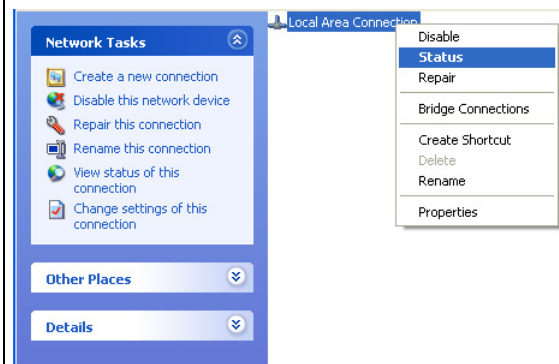 Network Tasks
Create a new connection
Disable this network device
Repair this connection
Rename this connection
View status of this
connection
Change settings of this
connection
Other Places
Details
Local Area Connection
Disable
Status
Repair
Bridge Connections
Create Shortcut
Delete
Rename
Properties